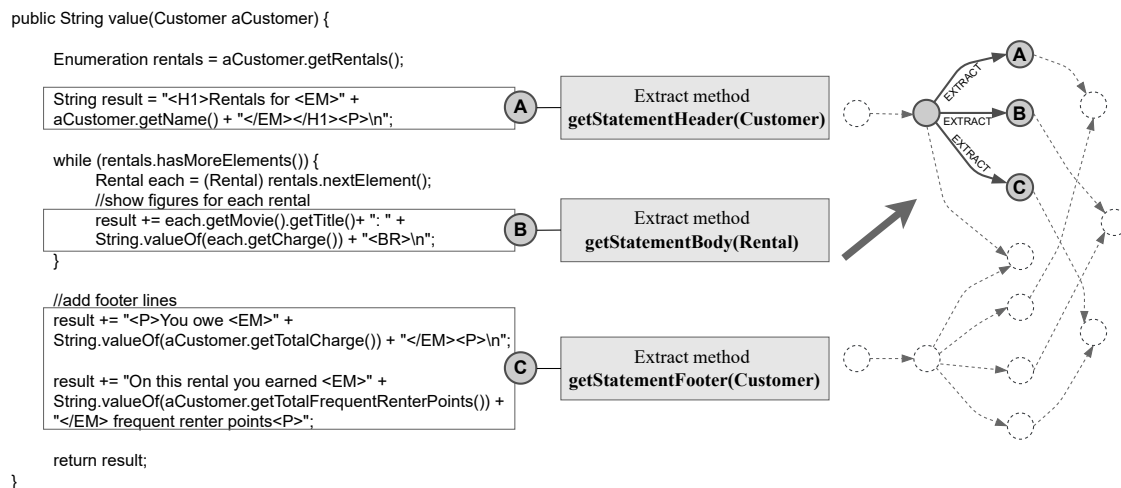 public String value(Customer aCustomer) {
Enumeration rentals = aCustomer.getRentals();
String result = "<H1>Rentals for <EM>" +
aCustomer.getName() + "</EM></H1><P>\n";
A
Extract method
getStatementHeader(Customer)
while (rentals.hasMoreElements()) {
Rental each = (Rental) rentals.nextElement();
//show figures for each rental
result += each.getMovie().getTitle()+ ": " +
String.valueOf(each.getCharge()) + "<BR>\n";
B
Extract method
getStatementBody(Rental)
}
//add footer lines
result += "<P>You owe <EM>" +
String.valueOf(aCustomer.getTotalCharge()) + "</EM><P>\n";
result += "On this rental you earned <EM>" +
String.valueOf(aCustomer.getTotalFrequentRenterPoints()) +
"</EM> frequent renter points<P>";
C
Extract method
getStatementFooter(Customer)
return result;
}
EXTRACT
A
EXTRACT
B
EXTRACT
C